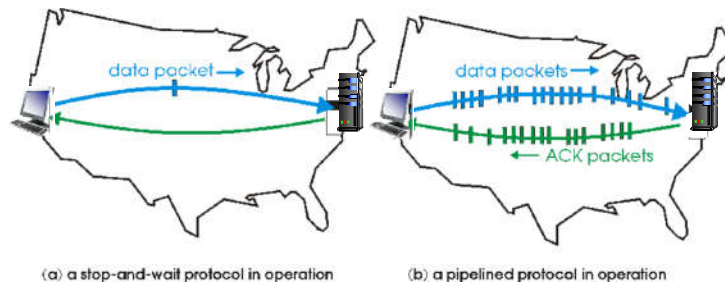 data packet
data packets
ACK packets
(a) a stop-and-wait protocol in operation
(b) a pipelined protocol in operation